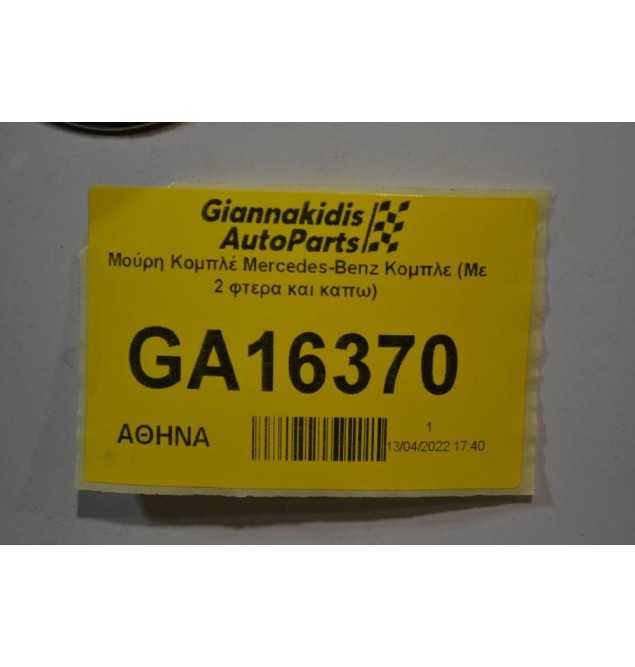 Giannakidis
AutoParts
Μούρη Κομπλέ Mercedes-Benz Κομπλε (Με
2 φτερα και καπω)
GA16370
ΑΘΗΝΑ
1
13/04/2022 17:40